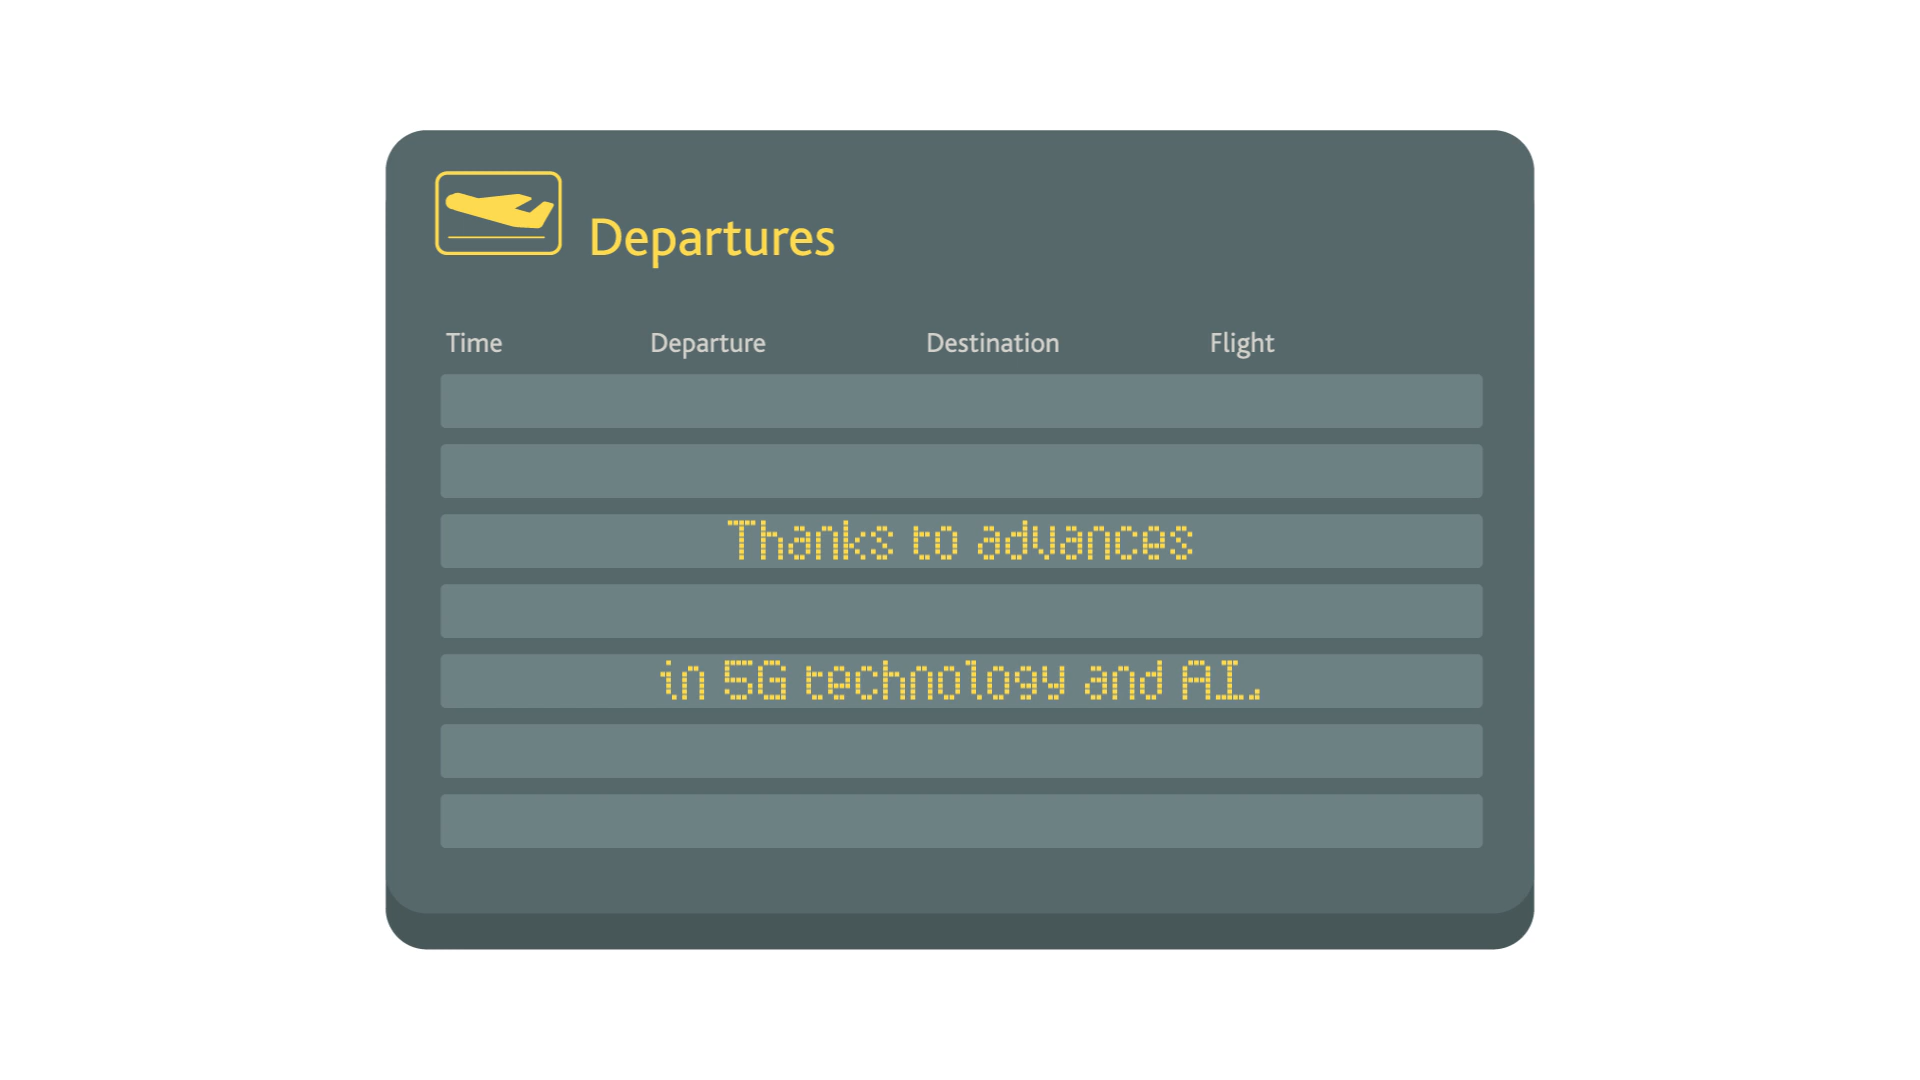 Departures
Time Departure Destination Flight
Thanks to advances
in 5G technology and AI.